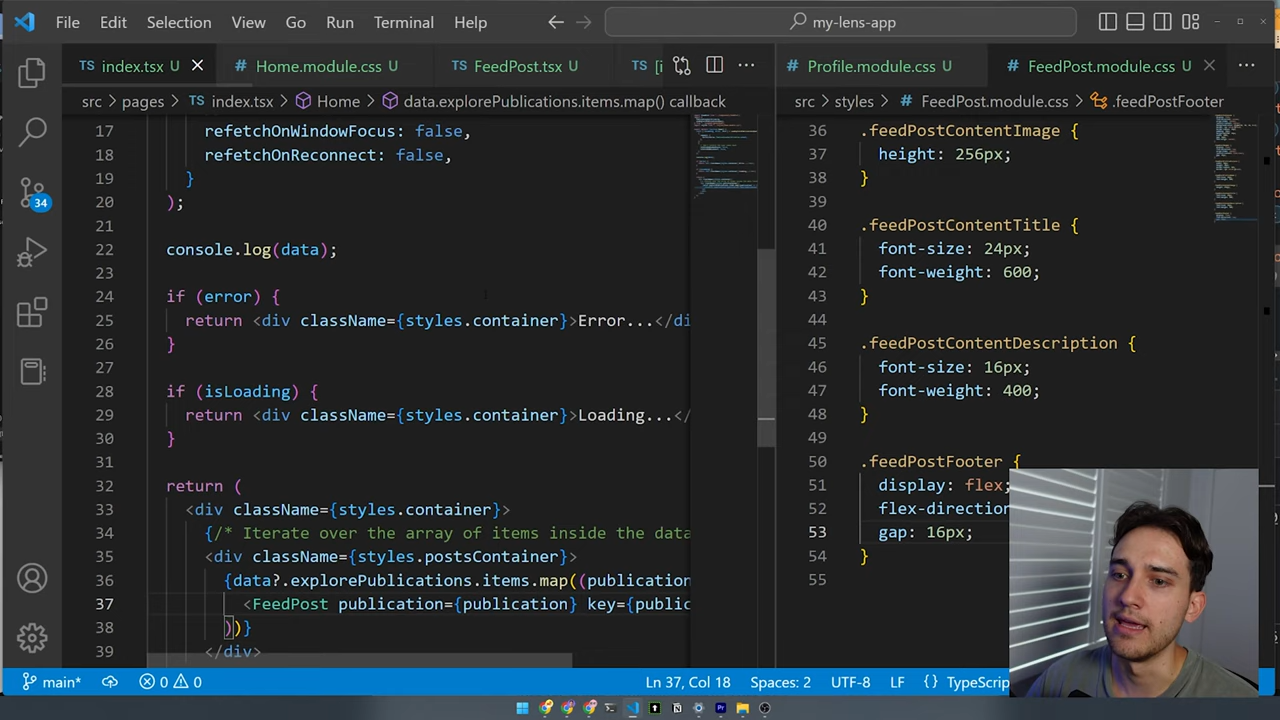 File Edit Selection View Go Run Terminal Help my-lens-app
TS index.tsx U # Home.module.css U TS FeedPost.tsx U TS [i # Profile.module.css U # FeedPost.module.css U
src > pages > TS index.tsx > Home > data.explorePublications.items.map() callback
src > styles > # FeedPost.module.css > .feedPostFooter
17 refetchOnWindowFocus: false,
18 refetchOnReconnect: false,
19 }
20 );
21
22 console.log(data);
23
24 if (error) {
25 return <div className={styles.container}>Error...</di
26 }
27
28 if (isLoading) {
29 return <div className={styles.container}>Loading...</
30 }
31
32 return (
33 <div className={styles.container}>
34 {/* Iterate over the array of items inside the data
35 <div className={styles.postsContainer}>
36 {data?.explorePublications.items.map((publication
37 <FeedPost publication={publication} key={public
38 ))}
39 </div>
36 .feedPostContentImage {
37 height: 256px;
38 }
39
40 .feedPostContentTitle {
41 font-size: 24px;
42 font-weight: 600;
43 }
44
45 .feedPostContentDescription {
46 font-size: 16px;
47 font-weight: 400;
48 }
49
50 .feedPostFooter {
51 display: flex;
52 flex-direction
53 gap: 16px;
54 }
55
34
main* 0 0 Ln 37, Col 18 Spaces: 2 UTF-8 LF {} TypeScrip